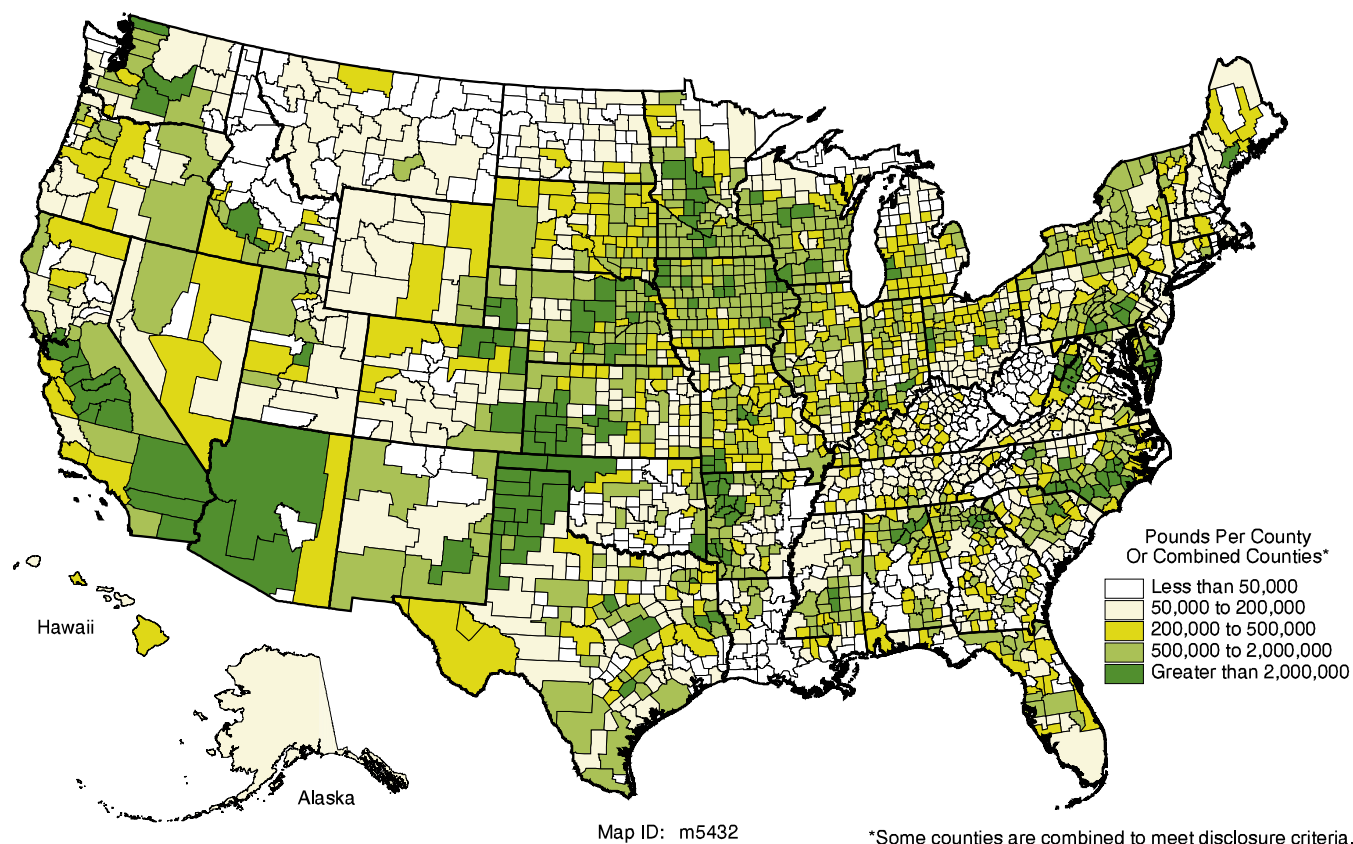 Pounds Per County
Or Combined Counties*
Less than 50,000
50,000 to 200,000
200,000 to 500,000
500,000 to 2,000,000
Greater than 2,000,000
Hawaii
Alaska
Map ID: m5432
*Some counties are combined to meet disclosure criteria.